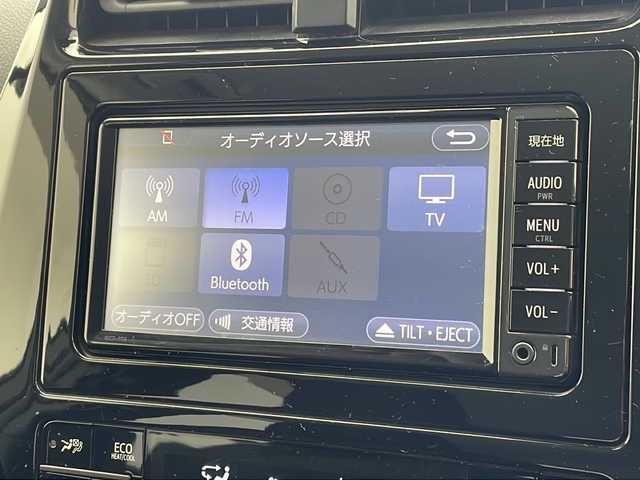 オーディオソース選択
AM
FM
CD
TV
SD
Bluetooth
AUX
オーディオOFF
交通情報
TILT・EJECT
現在地
AUDIO
PWR
MENU
CTRL
VOL+
VOL-
ECO
HEAT/COOL